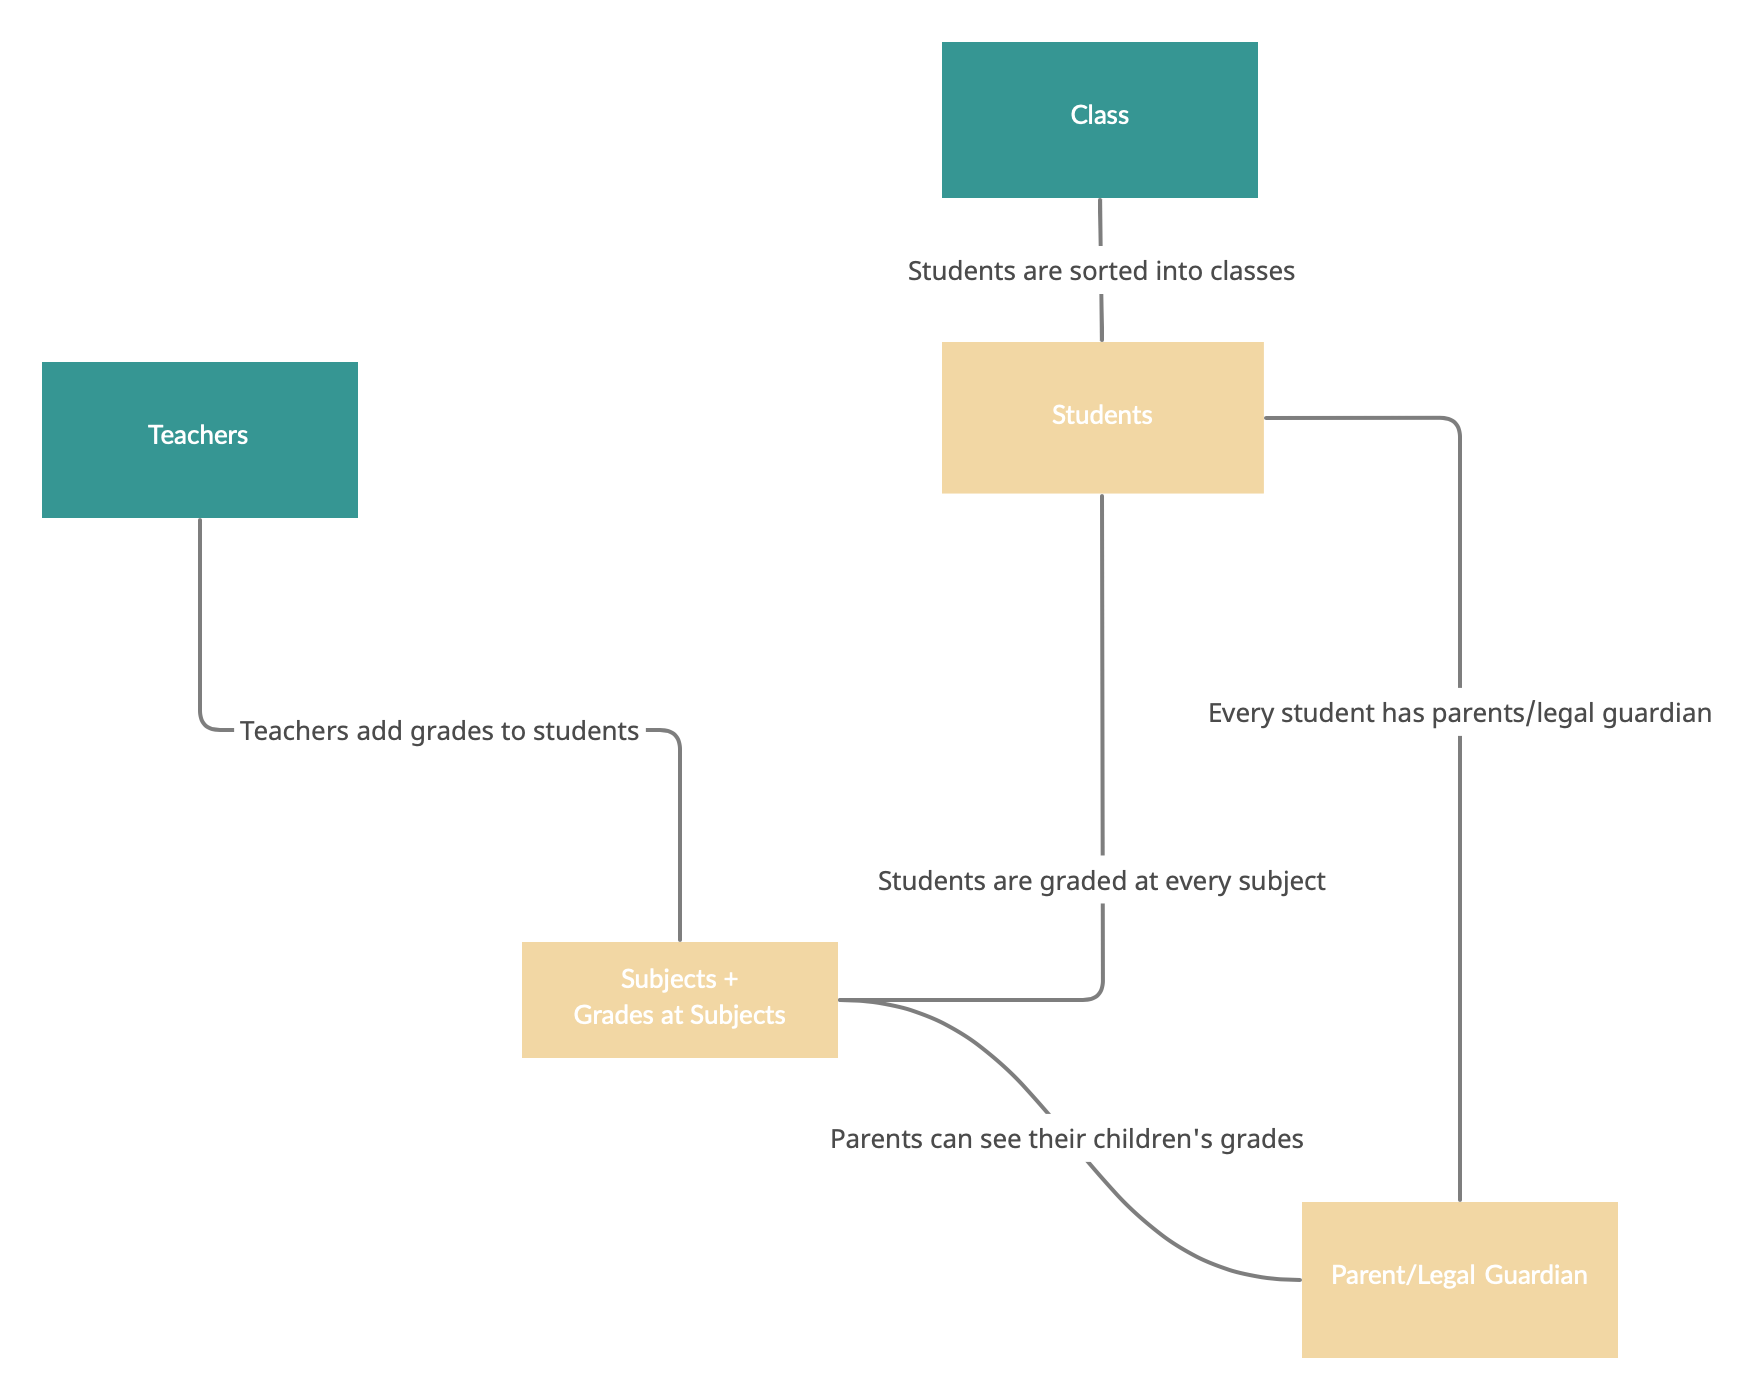 Class
Students are sorted into classes
Students
Teachers
Every student has parents/legal guardian
Teachers add grades to students
Students are graded at every subject
Subjects +
Grades at Subjects
Parents can see their children's grades
Parent/Legal Guardian